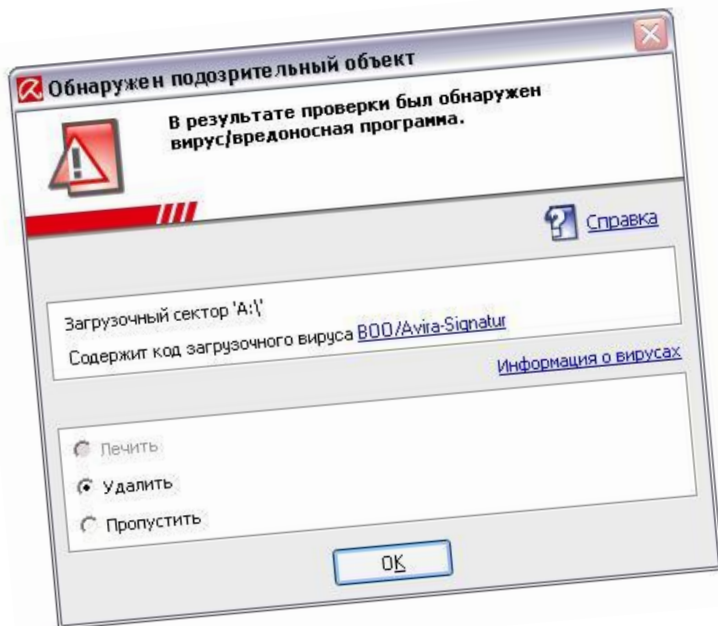 Обнаружен подозрительный объект
В результате проверки был обнаружен
вирус/вредоносная программа.
Справка
Загрузочный сектор 'A:\'
Содержит код загрузочного вируса BOO/Avira-Signatur
Информация о вирусах
Лечить
Удалить
Пропустить
OK